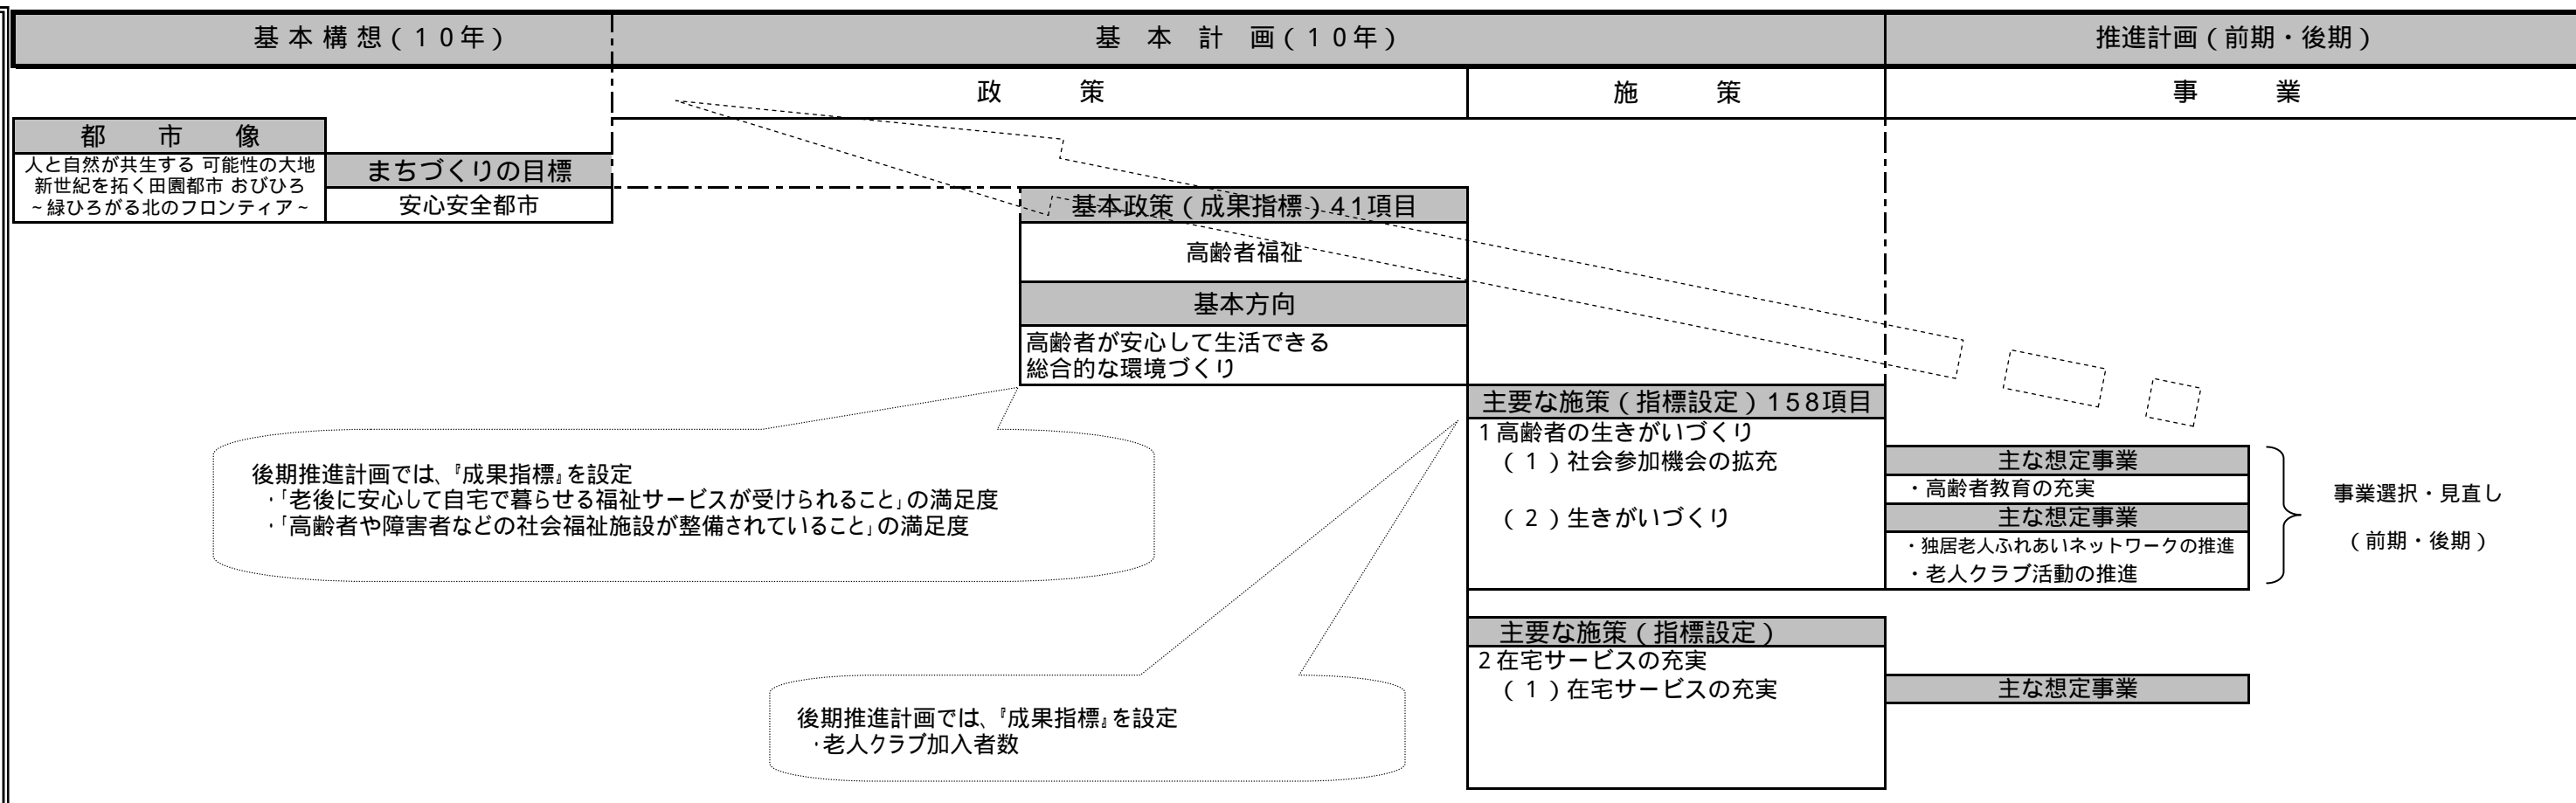 基本構想(10年)
基本計画(10年)
推進計画(前期・後期)
政策
施策
事業
都市像
人と自然が共生する 可能性の大地
新世紀を拓く田園都市 おびひろ
~緑ひろがる北のフロンティア~
まちづくりの目標
安心安全都市
基本政策(成果指標)41項目
高齢者福祉
基本方向
高齢者が安心して生活できる
総合的な環境づくり
主要な施策(指標設定)158項目
1高齢者の生きがいづくり
(1)社会参加機会の拡充
(2)生きがいづくり
主な想定事業
・高齢者教育の充実
主な想定事業
・独居老人ふれあいネットワークの推進
・老人クラブ活動の推進
事業選択・見直し
(前期・後期)
後期推進計画では、『成果指標』を設定
・「老後に安心して自宅で暮らせる福祉サービスが受けられること」の満足度
・「高齢者や障害者などの社会福祉施設が整備されていること」の満足度
主要な施策(指標設定)
2在宅サービスの充実
(1)在宅サービスの充実
主な想定事業
後期推進計画では、『成果指標』を設定
・老人クラブ加入者数